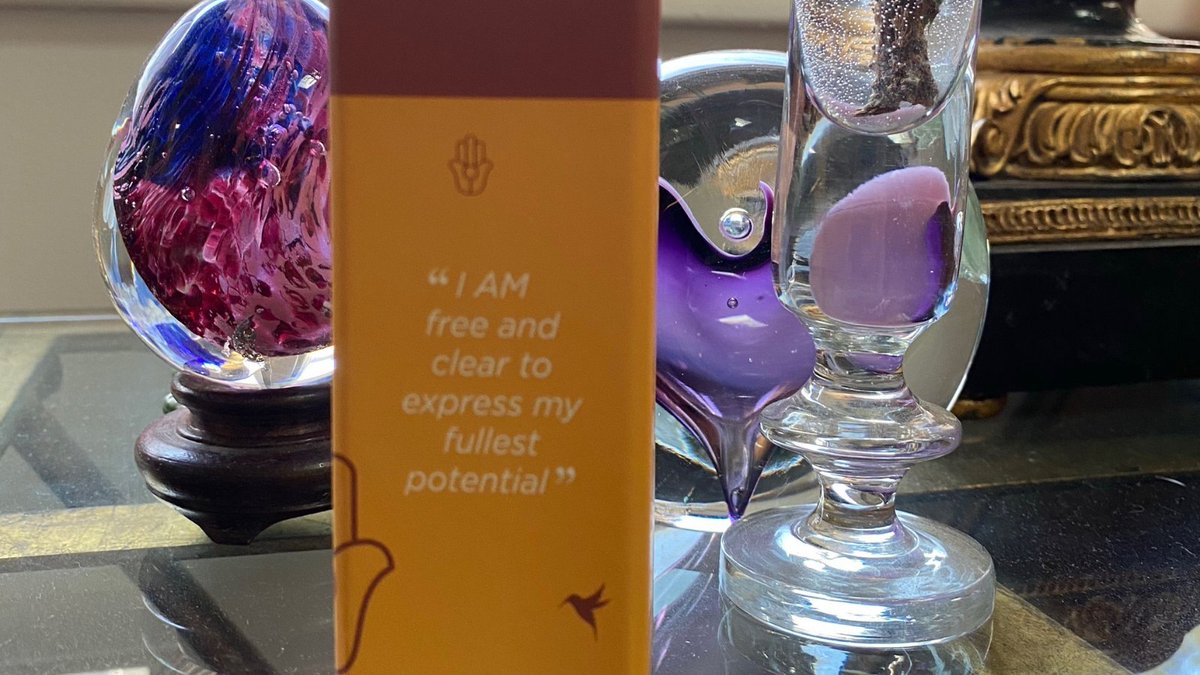 “I AM
free and
clear to
express my
fullest
potential”